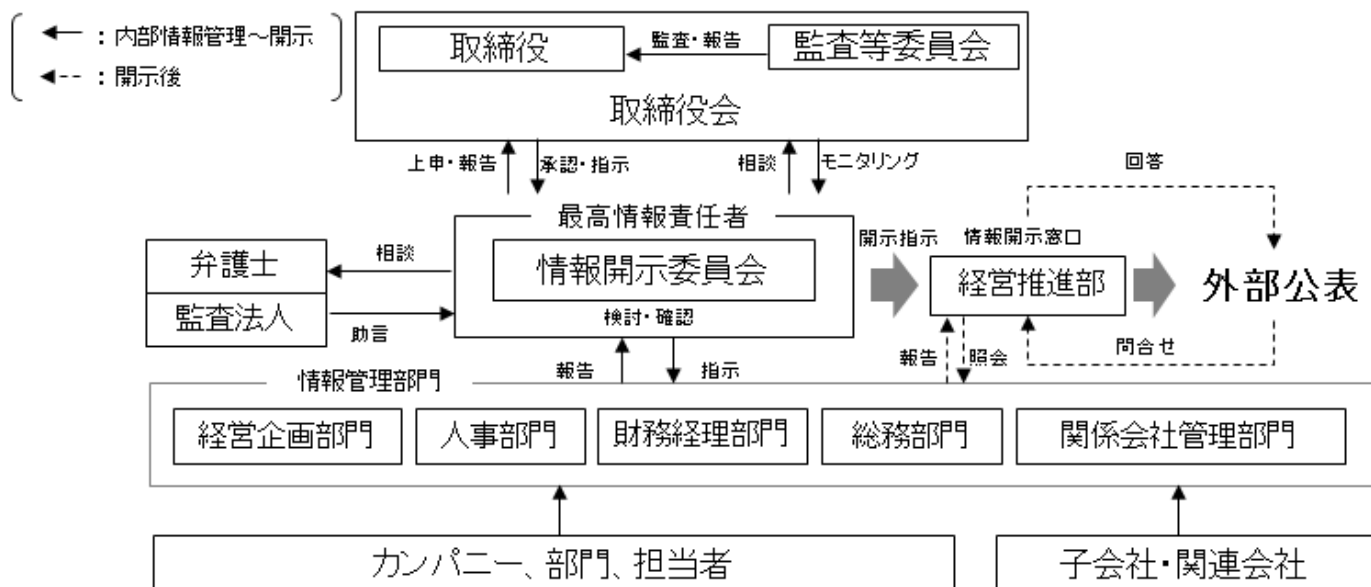 ：内部情報管理～開示
：開示後
取締役
監査・報告
監査等委員会
取締役会
上申・報告
承認・指示
相談
モニタリング
回答
最高情報責任者
情報開示委員会
検討・確認
弁護士
監査法人
相談
助言
開示指示
情報開示窓口
経営推進部
外部公表
問合せ
報告
指示
報告
照会
情報管理部門
経営企画部門
人事部門
財務経理部門
総務部門
関係会社管理部門
カンパニー、部門、担当者
子会社・関連会社